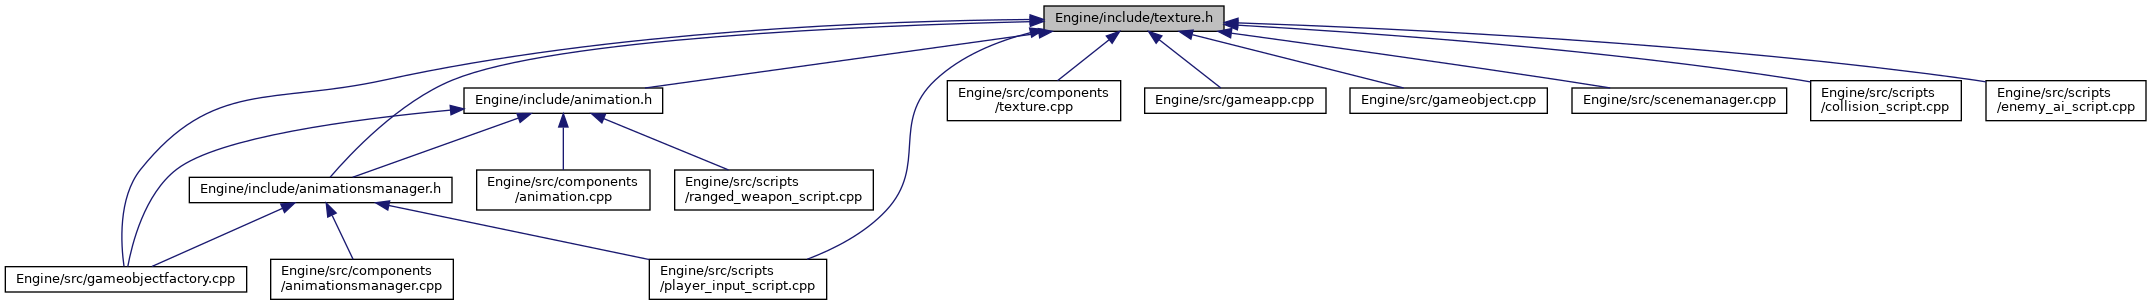 Engine/include/texture.h
Engine/include/animation.h
Engine/src/components
/texture.cpp
Engine/src/gameapp.cpp
Engine/src/gameobject.cpp
Engine/src/scenemanager.cpp
Engine/src/scripts
/collision_script.cpp
Engine/src/scripts
/enemy_ai_script.cpp
Engine/include/animationsmanager.h
Engine/src/components
/animation.cpp
Engine/src/scripts
/ranged_weapon_script.cpp
Engine/src/gameobjectfactory.cpp
Engine/src/components
/animationsmanager.cpp
Engine/src/scripts
/player_input_script.cpp